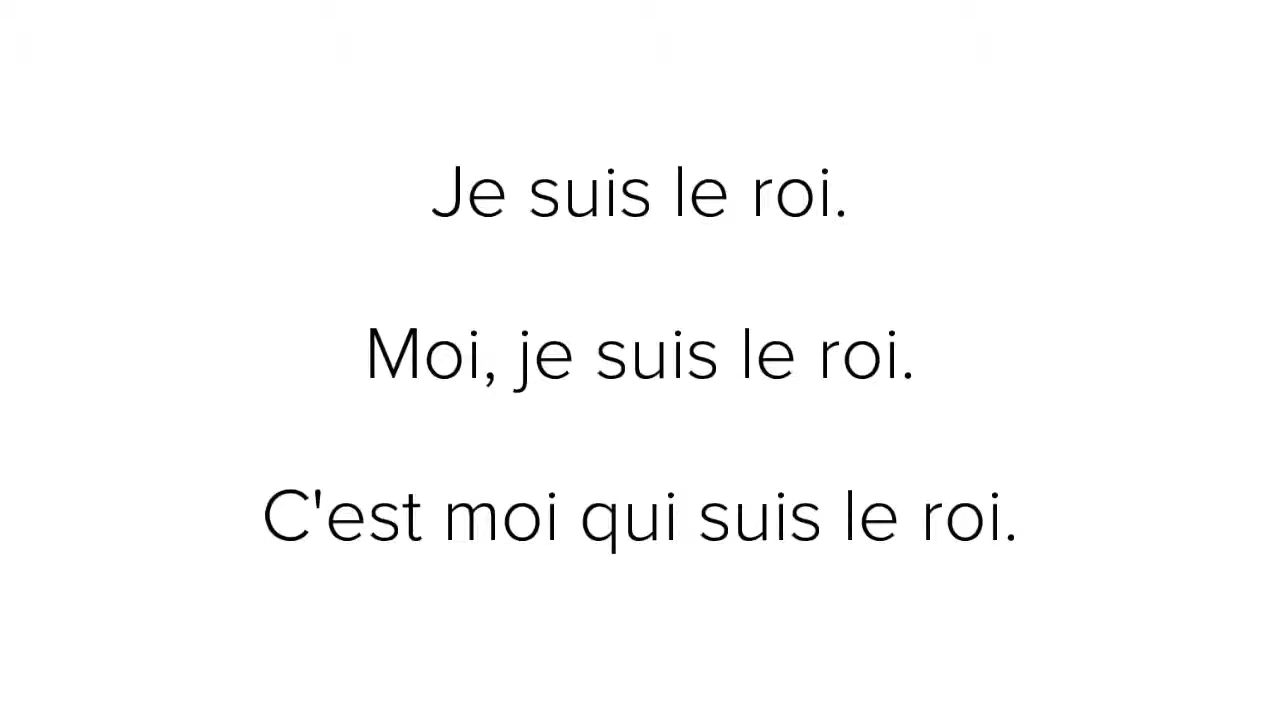 Je suis le roi.
Moi, je suis le roi.
C'est moi qui suis le roi.